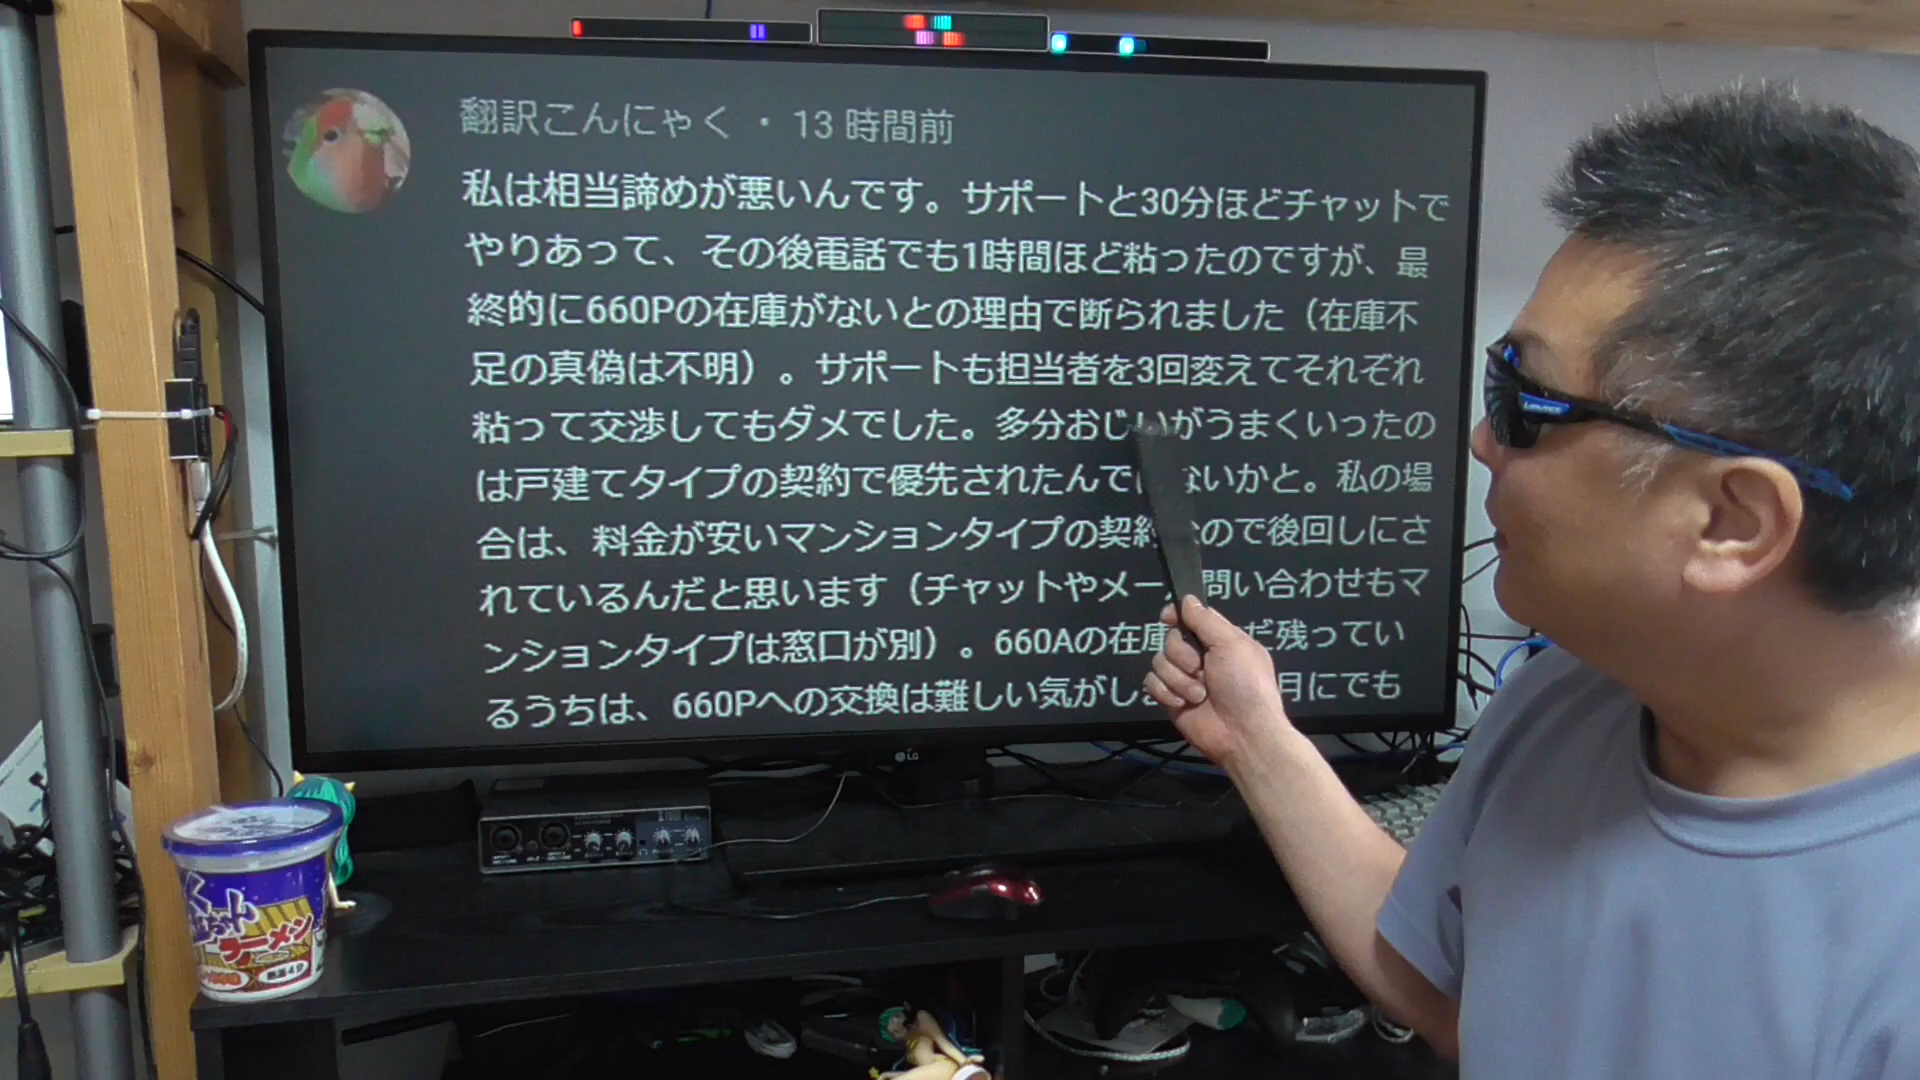 翻訳こんにゃく・13 時間前
私は相当諦めが悪いんです。サポートと30分ほどチャットで
やりあって、その後電話でも1時間ほど粘ったのですが、最
終的に660Pの在庫がないとの理由で断られました（在庫不
足の真偽は不明）。サポートも担当者を3回変えてそれぞれ
粘って交渉してもダメでした。多分おじいがうまくいったの
は戸建てタイプの契約で優先されたんで ないかと。私の場
合は、料金が安いマンションタイプの契約 ので後回しにさ
れているんだと思います（チャットやメー 問い合わせもマ
ンションタイプは窓口が別）。660Aの在庫 だ残ってい
るうちは、660Pへの交換は難しい気がし 月にでも
LG
ラーメン